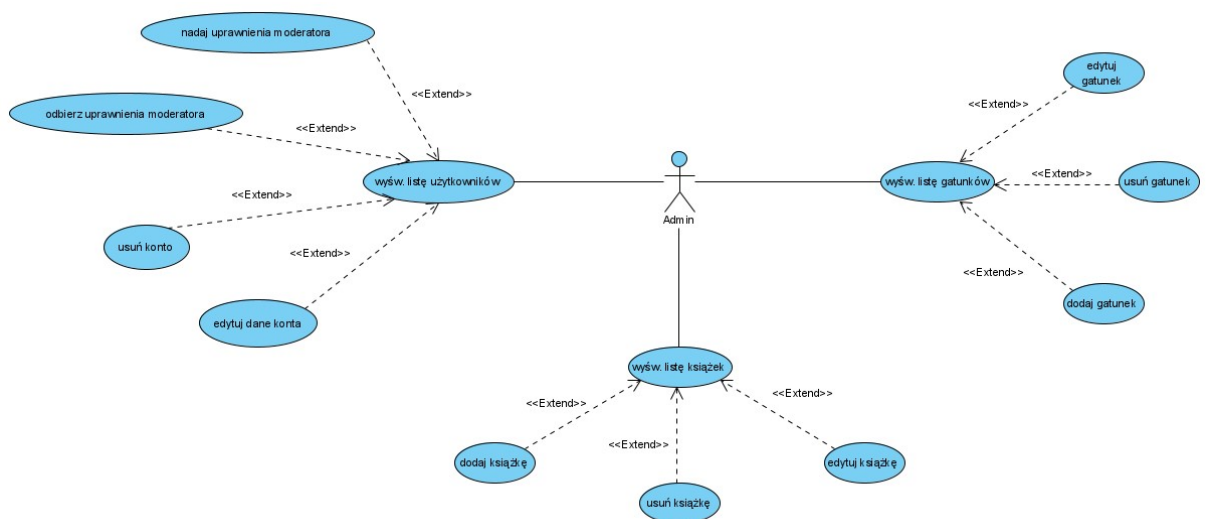 nadaj uprawnienia moderatora
<<Extend>>
edytuj
gatunek
<<Extend>>
odbierz uprawnienia moderatora
<<Extend>>
wyśw. listę użytkowników
Admin
wyśw. listę gatunków
<<Extend>>
usuń gatunek
<<Extend>>
usuń konto
<<Extend>>
<<Extend>>
dodaj gatunek
edytuj dane konta
wyśw. listę książek
<<Extend>>
<<Extend>>
<<Extend>>
dodaj książkę
usuń książkę
edytuj książkę